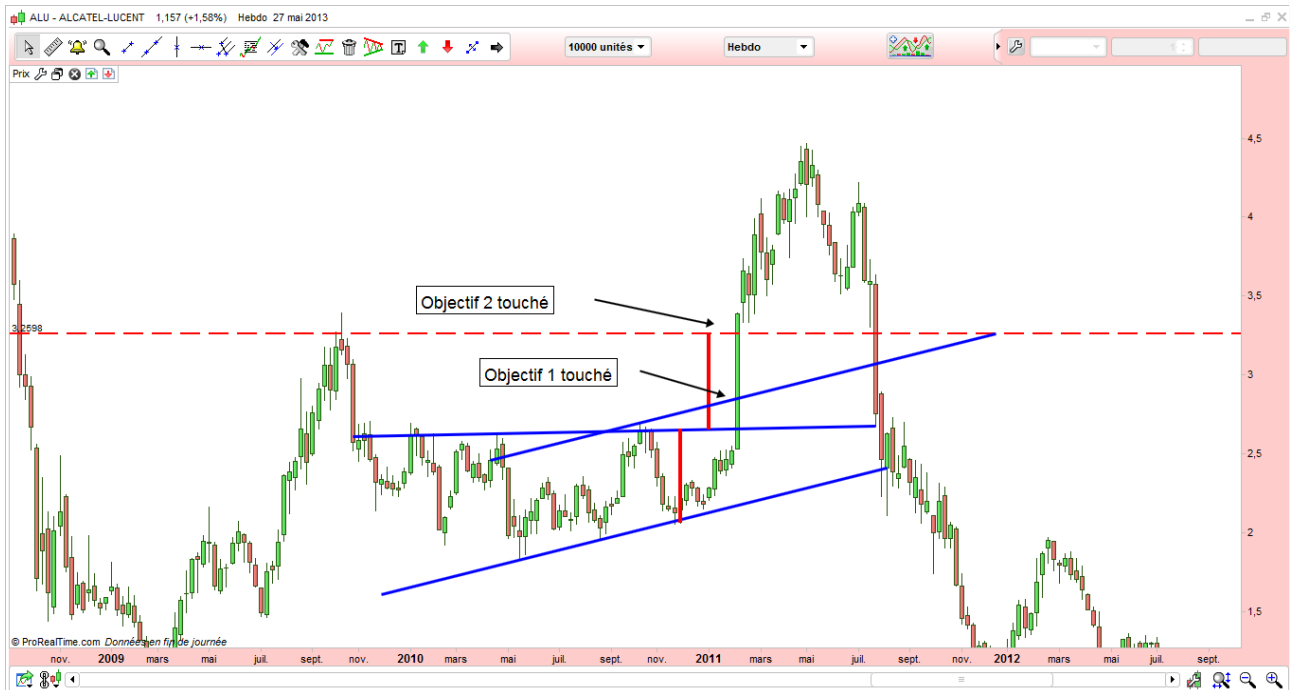 ALU - ALCATEL-LUCENT 1,157 (+1,58%) Hebdo 27 mai 2013
10000 unités Hebdo
Prix
4,5
4
Objectif 2 touché
3,5
3,2598
Objectif 1 touché
3
2,5
2
1,5
© ProRealTime.com Données en fin de journée
nov. 2009 mars mai juil. sept. nov. 2010 mars mai juil. sept. nov. 2011 mars mai juil. sept. nov. 2012 mars mai juil. sept.